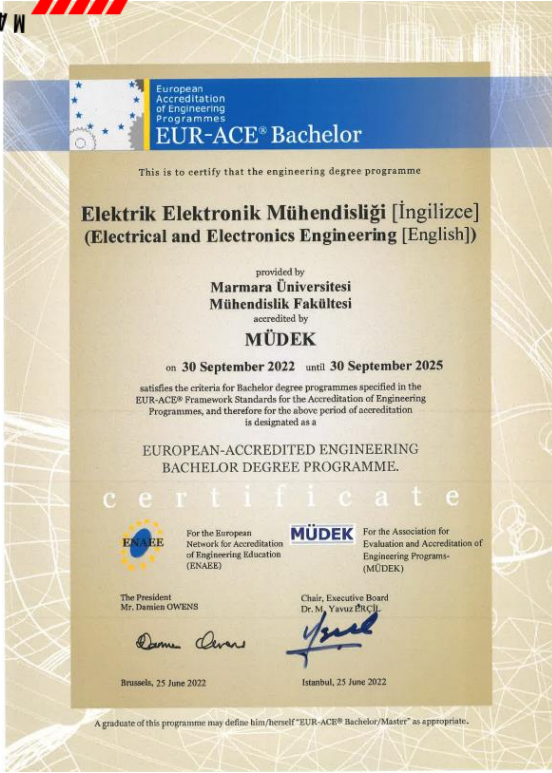 European
Accreditation
of Engineering
Programmes
EUR-ACE® Bachelor
This is to certify that the engineering degree programme
Elektrik Elektronik Mühendisliği [İngilizce]
(Electrical and Electronics Engineering [English])
provided by
Marmara Üniversitesi
Mühendislik Fakültesi
accredited by
MÜDEK
on 30 September 2022 until 30 September 2025
satisfies the criteria for Bachelor degree programmes specified in the
EUR-ACE® Framework Standards for the Accreditation of Engineering
Programmes, and therefore for the above period of accreditation
is designated as a
EUROPEAN-ACCREDITED ENGINEERING
BACHELOR DEGREE PROGRAMME.
certificate
ENAEE
For the European
Network for Accreditation
of Engineering Education
(ENAEE)
MÜDEK
For the Association for
Evaluation and Accreditation of
Engineering Programs-
(MÜDEK)
The President
Mr. Damien OWENS
Chair, Executive Board
Dr. M. Yavuz ERÇİL
Brussels, 25 June 2022
Istanbul, 25 June 2022
A graduate of this programme may define him/herself "EUR-ACE® Bachelor/Master" as appropriate.